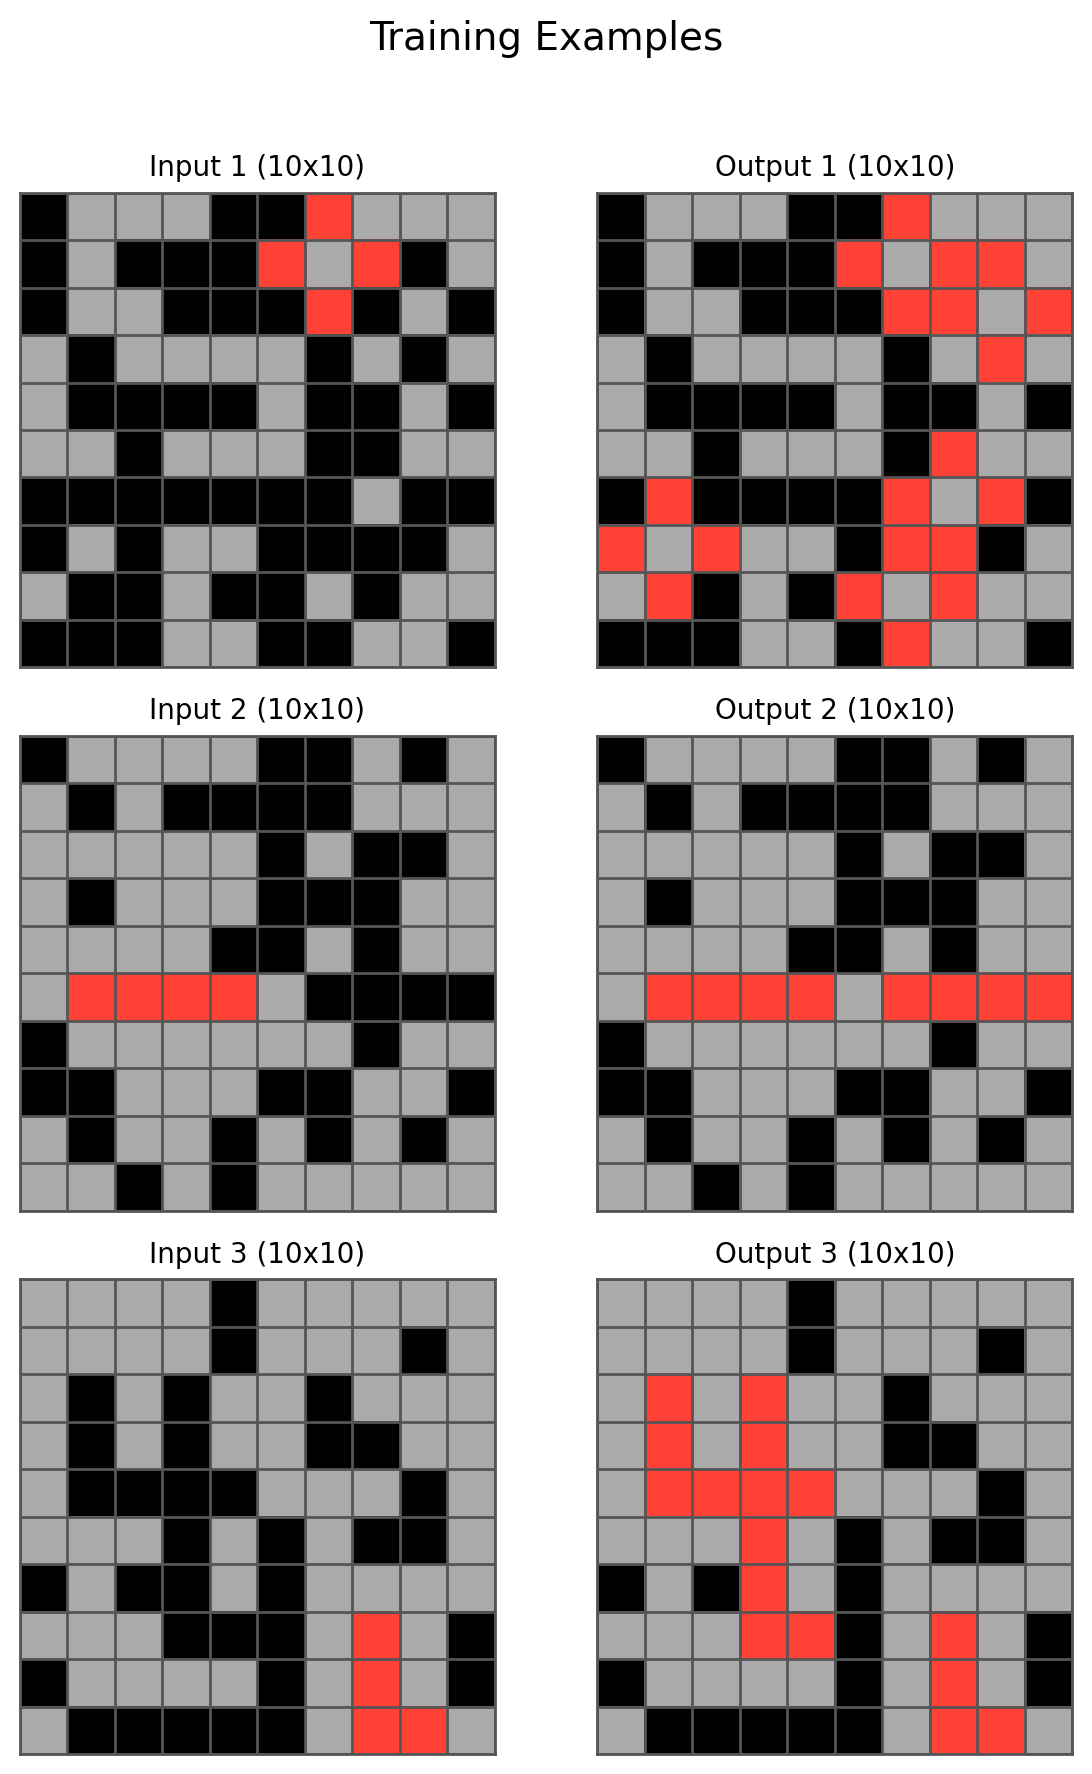 Training Examples
Input 1 (10x10)
Output 1 (10x10)
Input 2 (10x10)
Output 2 (10x10)
Input 3 (10x10)
Output 3 (10x10)